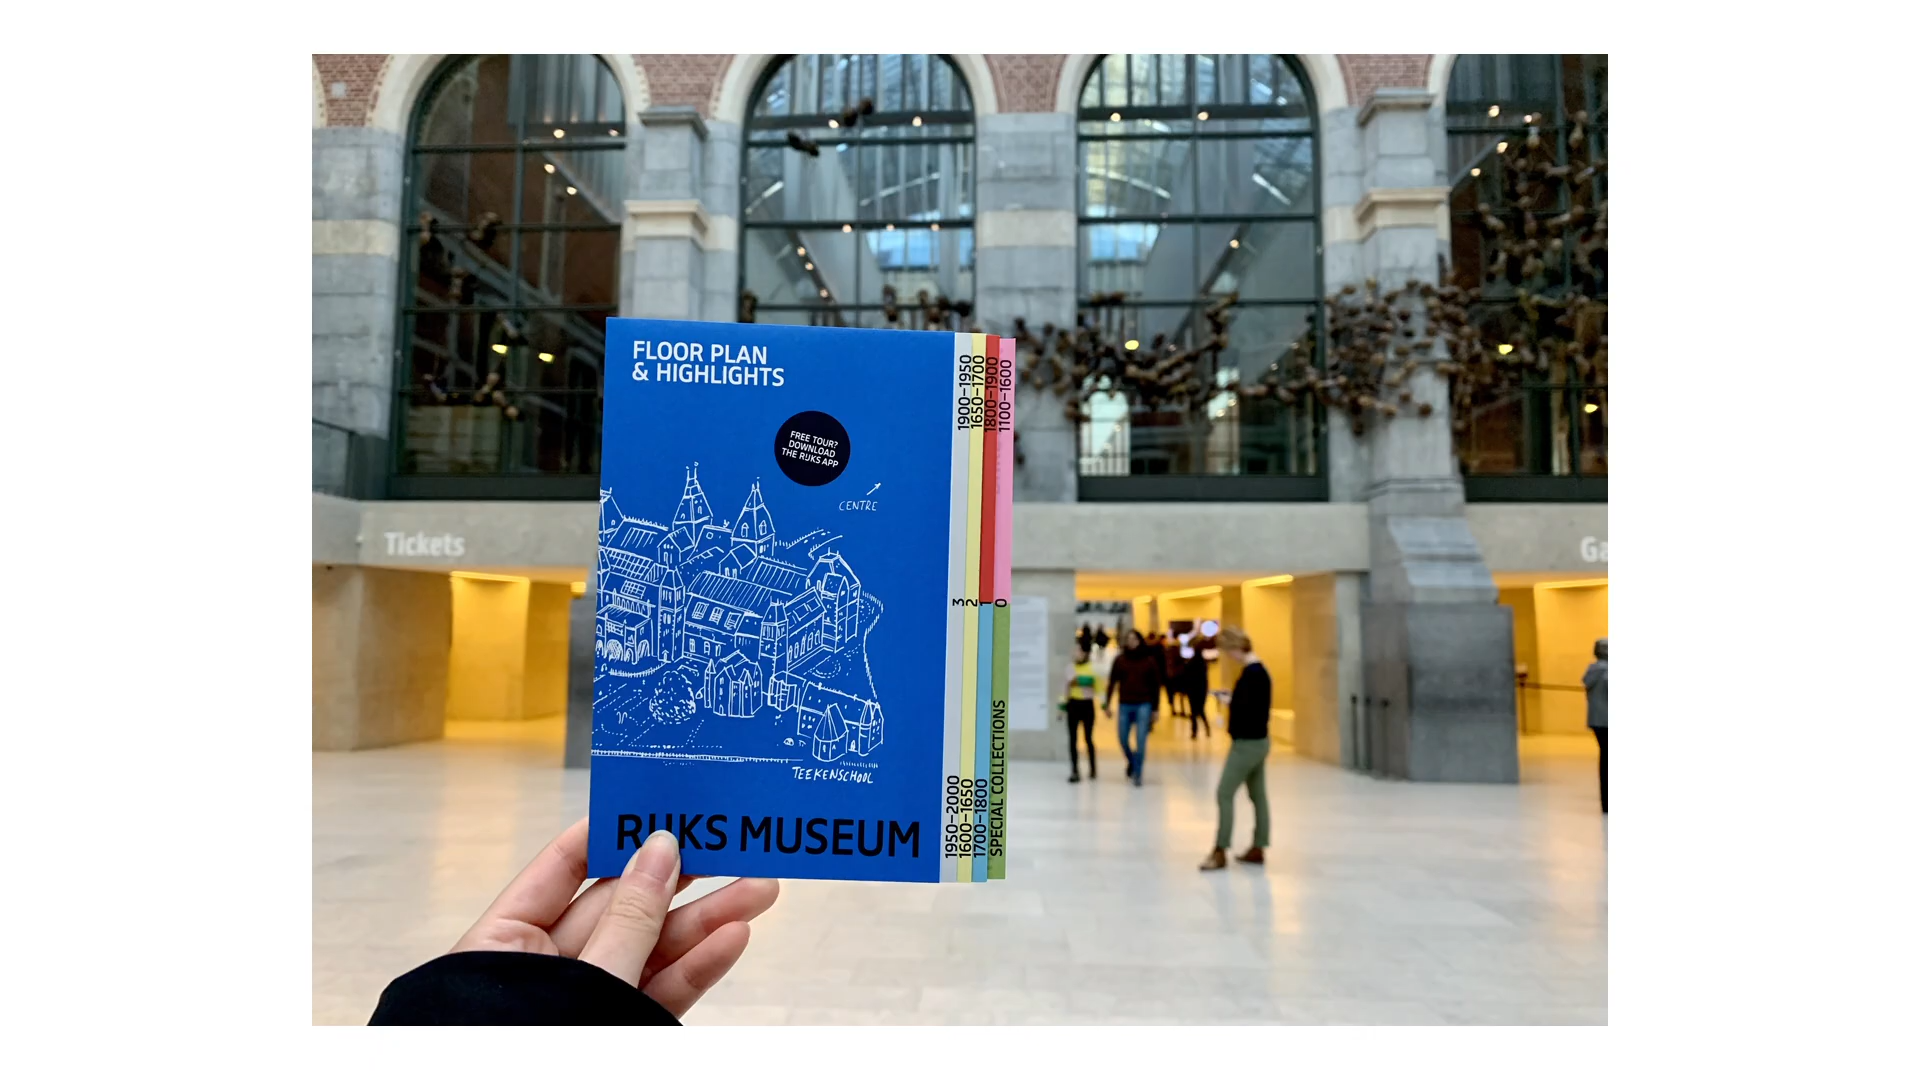 FLOOR PLAN
& HIGHLIGHTS
FREE TOUR?
DOWNLOAD
THE RIJKS APP
CENTRE
TEEKENSCHOOL
RIJKS MUSEUM
1900–1950
1650–1700
1800–1900
1100–1600
3
2
1
0
1950–2000
1600–1650
1700–1800
SPECIAL COLLECTIONS
Tickets
Ga